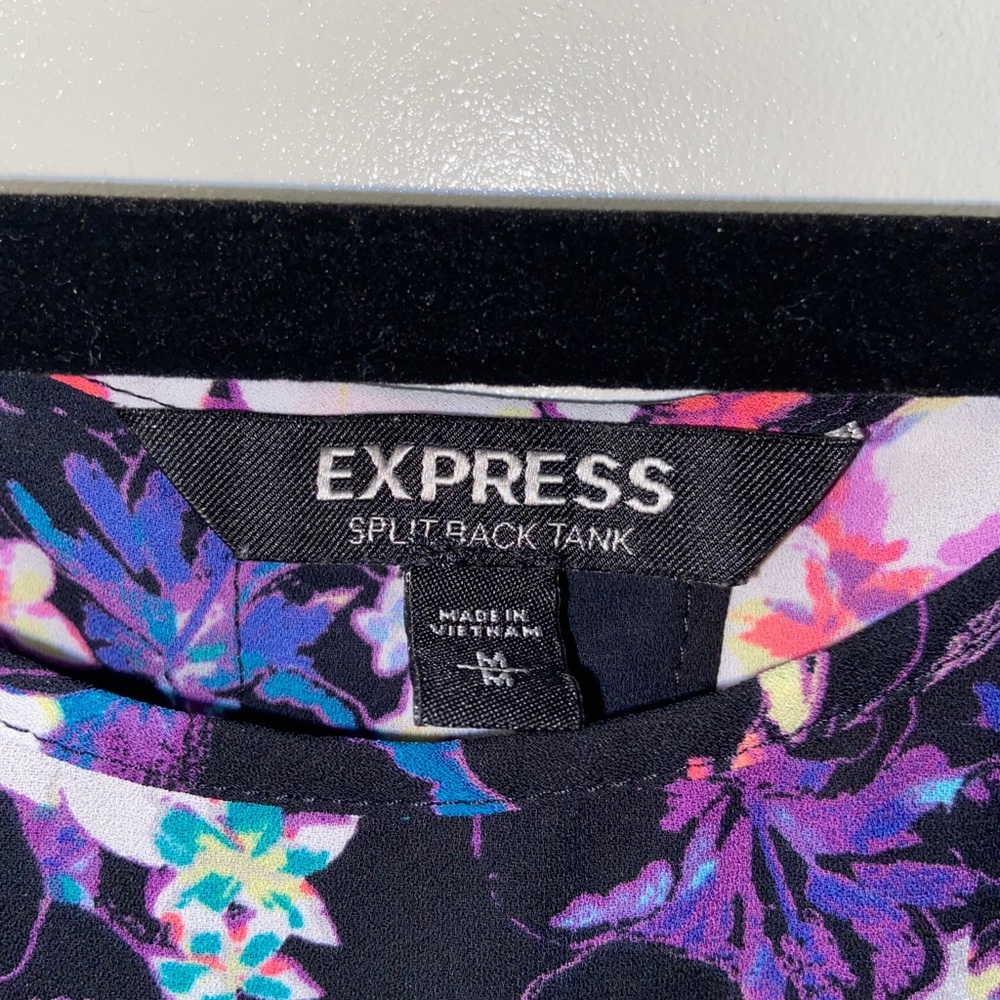 EXPRESS
SPLIT BACK TANK
MADE IN
VIETNAM
M
M